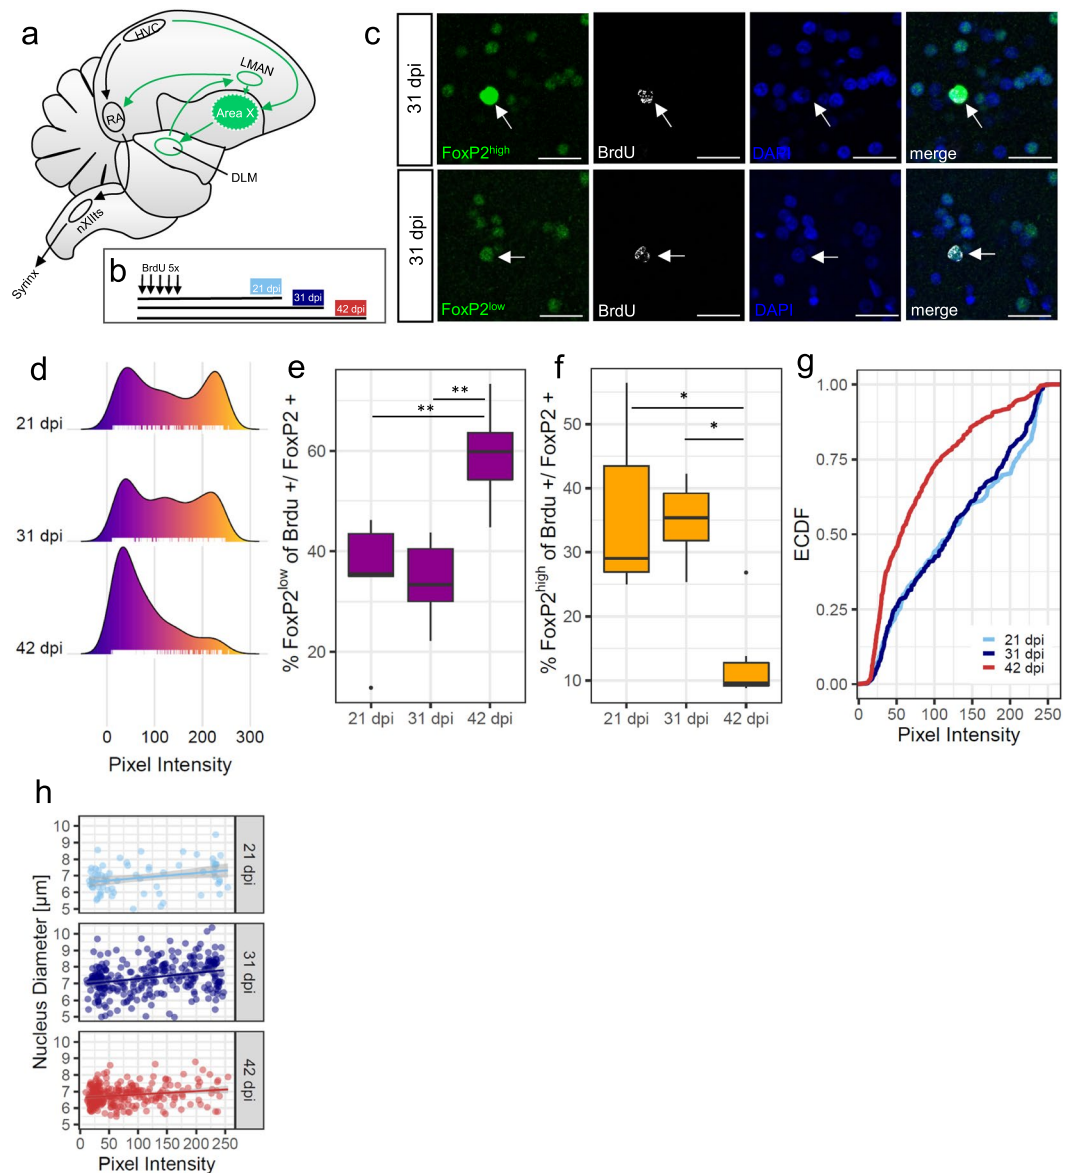 a
HVC
LMAN
RA
Area X
DLM
nXIIts
Syrinx
b
BrdU 5x
21 dpi
31 dpi
42 dpi
c
31 dpi
FoxP2high
BrdU
DAPI
merge
31 dpi
FoxP2low
BrdU
DAPI
merge
d
21 dpi
31 dpi
42 dpi
0 100 200 300
Pixel Intensity
e
% FoxP2low of Brdu +/ FoxP2 +
60
40
20
**
**
21 dpi 31 dpi 42 dpi
f
% FoxP2high of Brdu +/ FoxP2 +
50
40
30
20
10
*
*
21 dpi 31 dpi 42 dpi
g
ECDF
1.00
0.75
0.50
0.25
0.00
21 dpi
31 dpi
42 dpi
0 50 100 150 200 250
Pixel Intensity
h
Nucleus Diameter [µm]
10
9
8
7
6
5
21 dpi
10
9
8
7
6
5
31 dpi
10
9
8
7
6
5
42 dpi
0 50 100 150 200 250
Pixel Intensity